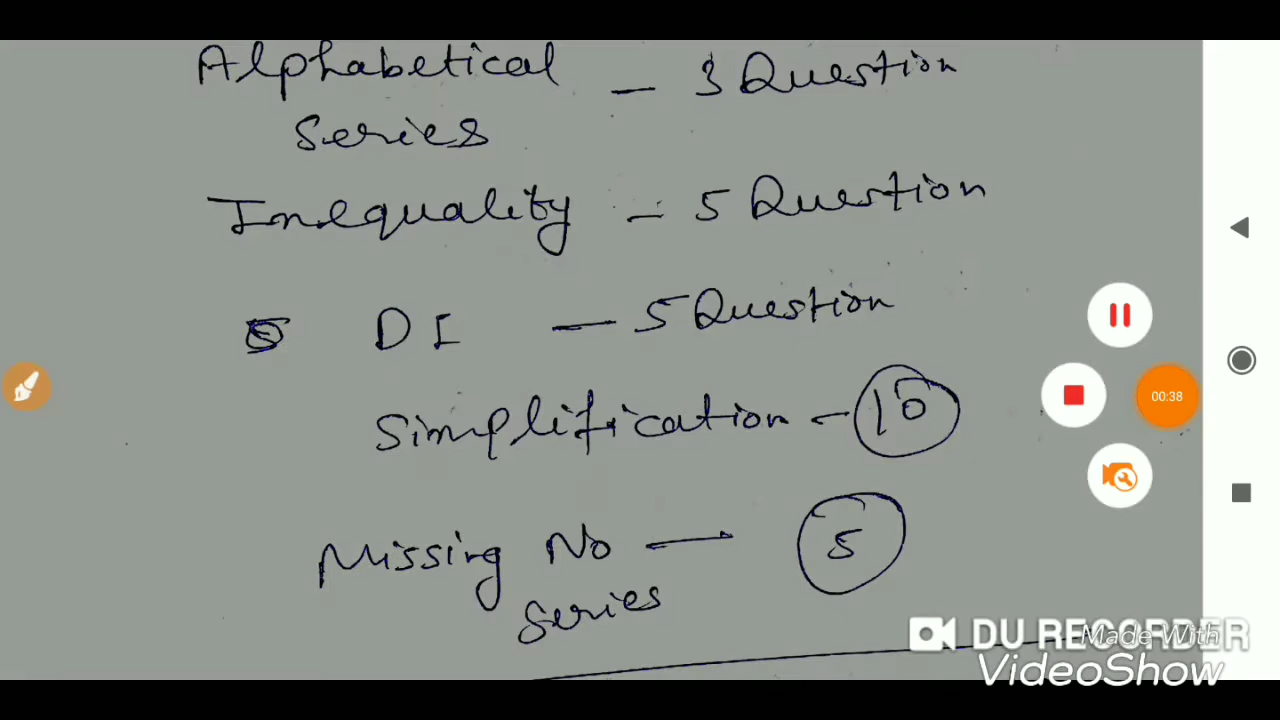 Alphabetical - 3 Question
Series
Inequality - 5 Question
DI - 5 Question
Simplification - 10
Missing No - 5
Series
00:38
DU RECORDER
Made With
VideoShow